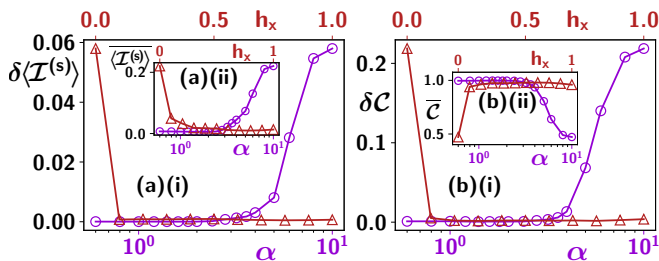 0.0 0.5 h_x 1.0
0.06
δ⟨𝓘^(s)⟩
0.04
0.02
0.00
10^0 α 10^1
(a)(i)
\overline{⟨𝓘^(s)⟩}
0 h_x 1
0.2
0.0
10^0 α 10^1
(a)(ii)
0.0 0.5 h_x 1.0
0.2
δ𝒞
0.1
0.0
10^0 α 10^1
(b)(i)
0 h_x 1
1.0
\overline{𝒞}
0.5
10^0 α 10^1
(b)(ii)